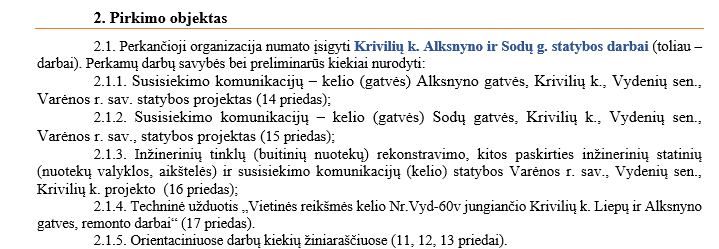 2. Pirkimo objektas
2.1. Perkančioji organizacija numato įsigyti Krivilių k. Alksnyno ir Sodų g. statybos darbai (toliau –
darbai). Perkamų darbų savybės bei preliminarūs kiekiai nurodyti:
2.1.1. Susisiekimo komunikacijų – kelio (gatvės) Alksnyno gatvės, Krivilių k., Vydenių sen.,
Varėnos r. sav. statybos projektas (14 priedas);
2.1.2. Susisiekimo komunikacijų – kelio (gatvės) Sodų gatvės, Krivilių k., Vydenių sen.,
Varėnos r. sav., statybos projektas (15 priedas);
2.1.3. Inžinerinių tinklų (buitinių nuotekų) rekonstravimo, kitos paskirties inžinerinių statinių
(nuotekų valyklos, aikštelės) ir susisiekimo komunikacijų (kelio) statybos Varėnos r. sav., Vydenių sen.,
Krivilių k. projekto (16 priedas);
2.1.4. Techninė užduotis „Vietinės reikšmės kelio Nr.Vyd-60v jungiančio Krivilių k. Liepų ir Alksnyno
gatves, remonto darbai“ (17 priedas).
2.1.5. Orientaciniuose darbų kiekių žiniaraščiuose (11, 12, 13 priedai).